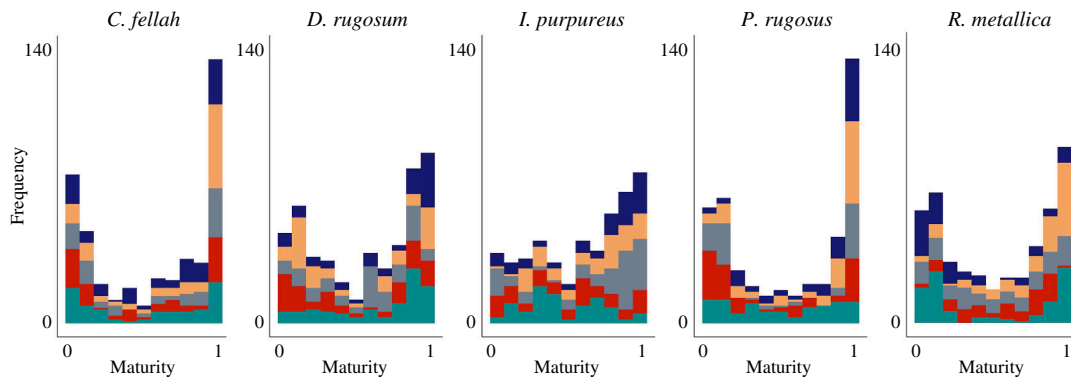 C. fellah D. rugosum I. purpureus P. rugosus R. metallica
140 140 140 140 140
Frequency
0 0 0 0 0
0 1 0 1 0 1 0 1 0 1
Maturity Maturity Maturity Maturity Maturity